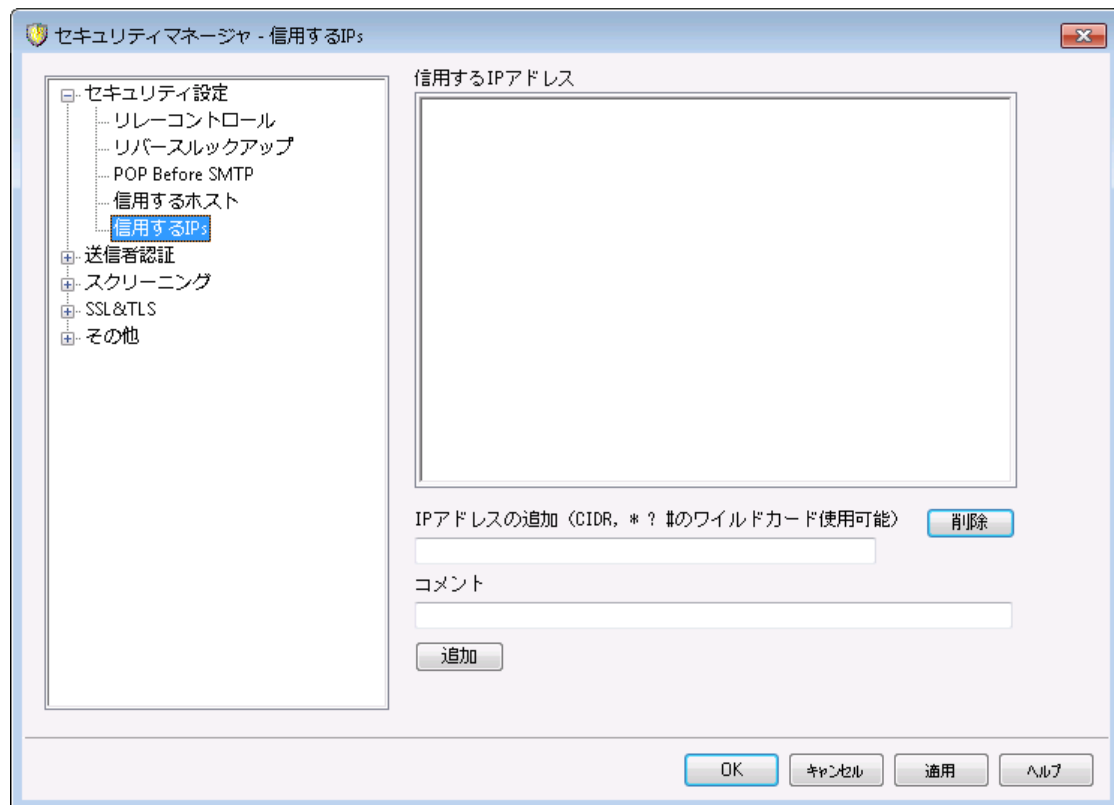 セキュリティマネージャ - 信用するIPs
セキュリティ設定
リレーコントロール
リバースルックアップ
POP Before SMTP
信用するホスト
信用するIPs
送信者認証
スクリーニング
SSL&TLS
その他
信用するIPアドレス
IPアドレスの追加（CIDR, * ? #のワイルドカード使用可能）
削除
コメント
追加
OK
キャンセル
適用
ヘルプ